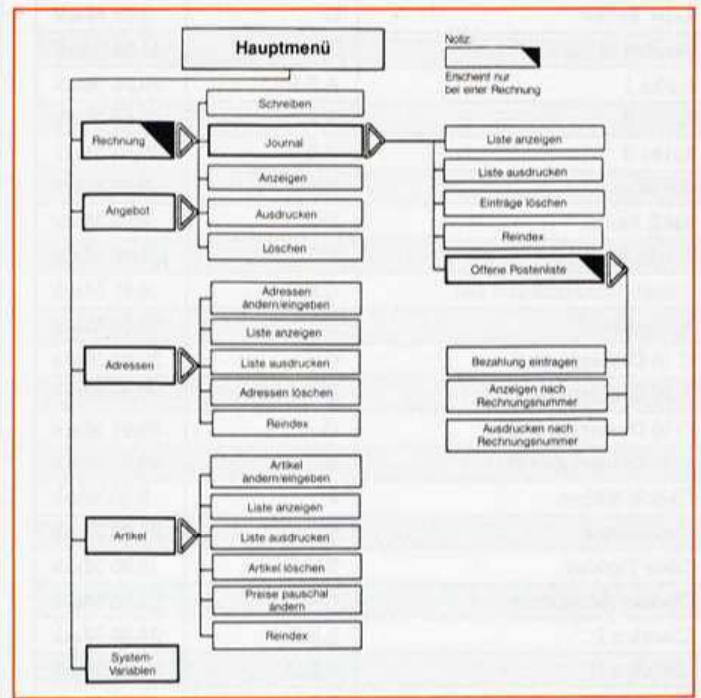 Hauptmenü
Notiz:
Erscheint nur
bei einer Rechnung
Rechnung
Angebot
Schreiben
Journal
Anzeigen
Ausdrucken
Löschen
Liste anzeigen
Liste ausdrucken
Einträge löschen
Reindex
Offene Postenliste
Bezahlung eintragen
Anzeigen nach
Rechnungsnummer
Ausdrucken nach
Rechnungsnummer
Adressen
Adressen
ändern/eingeben
Liste anzeigen
Liste ausdrucken
Adressen löschen
Reindex
Artikel
Artikel
ändern/eingeben
Liste anzeigen
Liste ausdrucken
Artikel löschen
Preise pauschal
ändern
Reindex
System-
Variablen